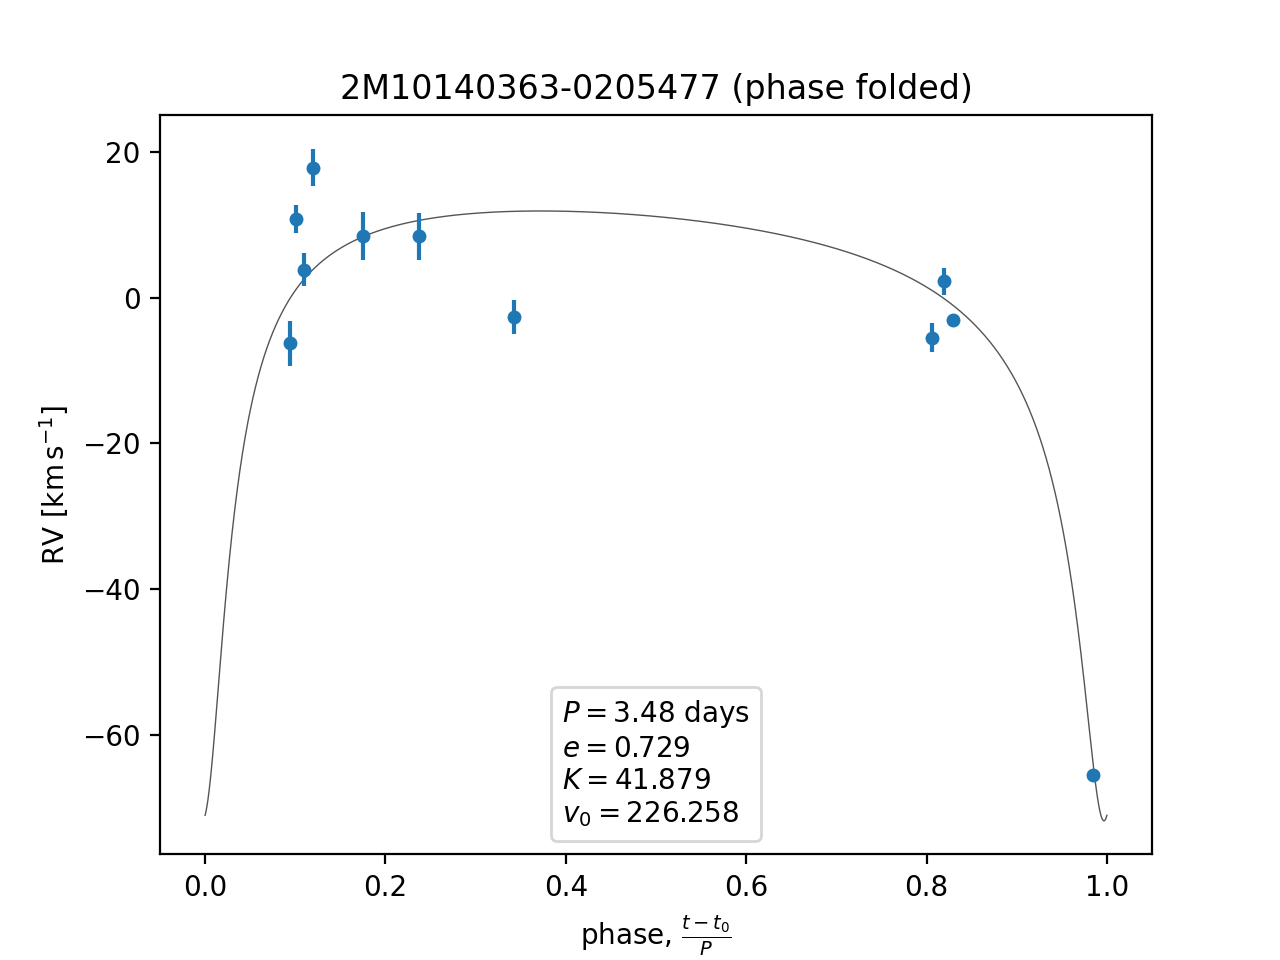 2M10140363-0205477 (phase folded)
20
0
−20
−40
−60
RV [km s⁻¹]
P = 3.48 days
e = 0.729
K = 41.879
v₀ = 226.258
0.0 0.2 0.4 0.6 0.8 1.0
phase, (t − t₀)/P